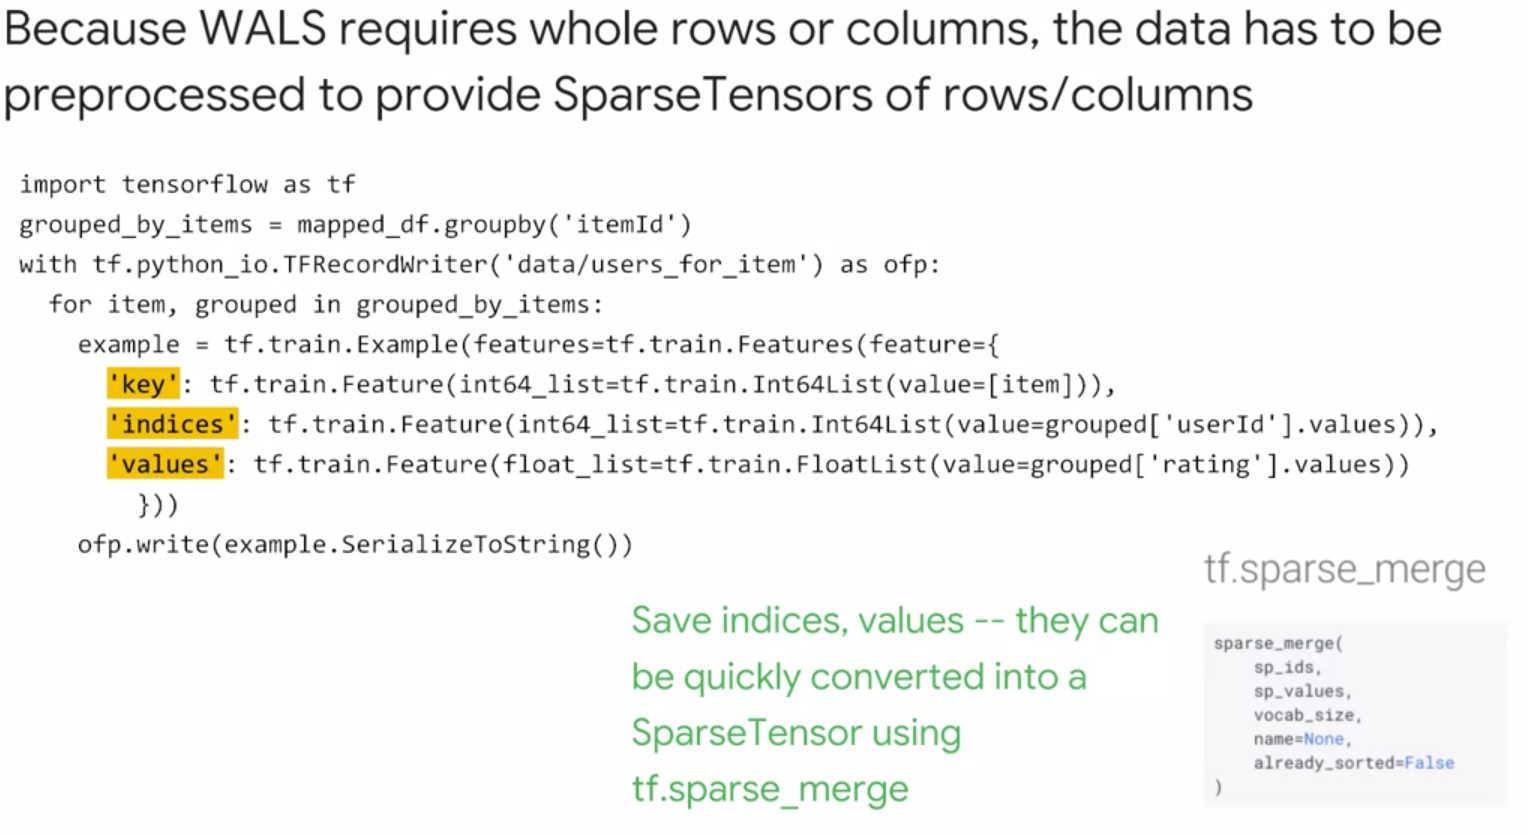 Because WALS requires whole rows or columns, the data has to be
preprocessed to provide SparseTensors of rows/columns
import tensorflow as tf
grouped_by_items = mapped_df.groupby('itemId')
with tf.python_io.TFRecordWriter('data/users_for_item') as ofp:
  for item, grouped in grouped_by_items:
    example = tf.train.Example(features=tf.train.Features(feature={
      'key': tf.train.Feature(int64_list=tf.train.Int64List(value=[item])),
      'indices': tf.train.Feature(int64_list=tf.train.Int64List(value=grouped['userId'].values)),
      'values': tf.train.Feature(float_list=tf.train.FloatList(value=grouped['rating'].values))
        }))
    ofp.write(example.SerializeToString())
Save indices, values -- they can
be quickly converted into a
SparseTensor using
tf.sparse_merge
tf.sparse_merge
sparse_merge(
    sp_ids,
    sp_values,
    vocab_size,
    name=None,
    already_sorted=False
)